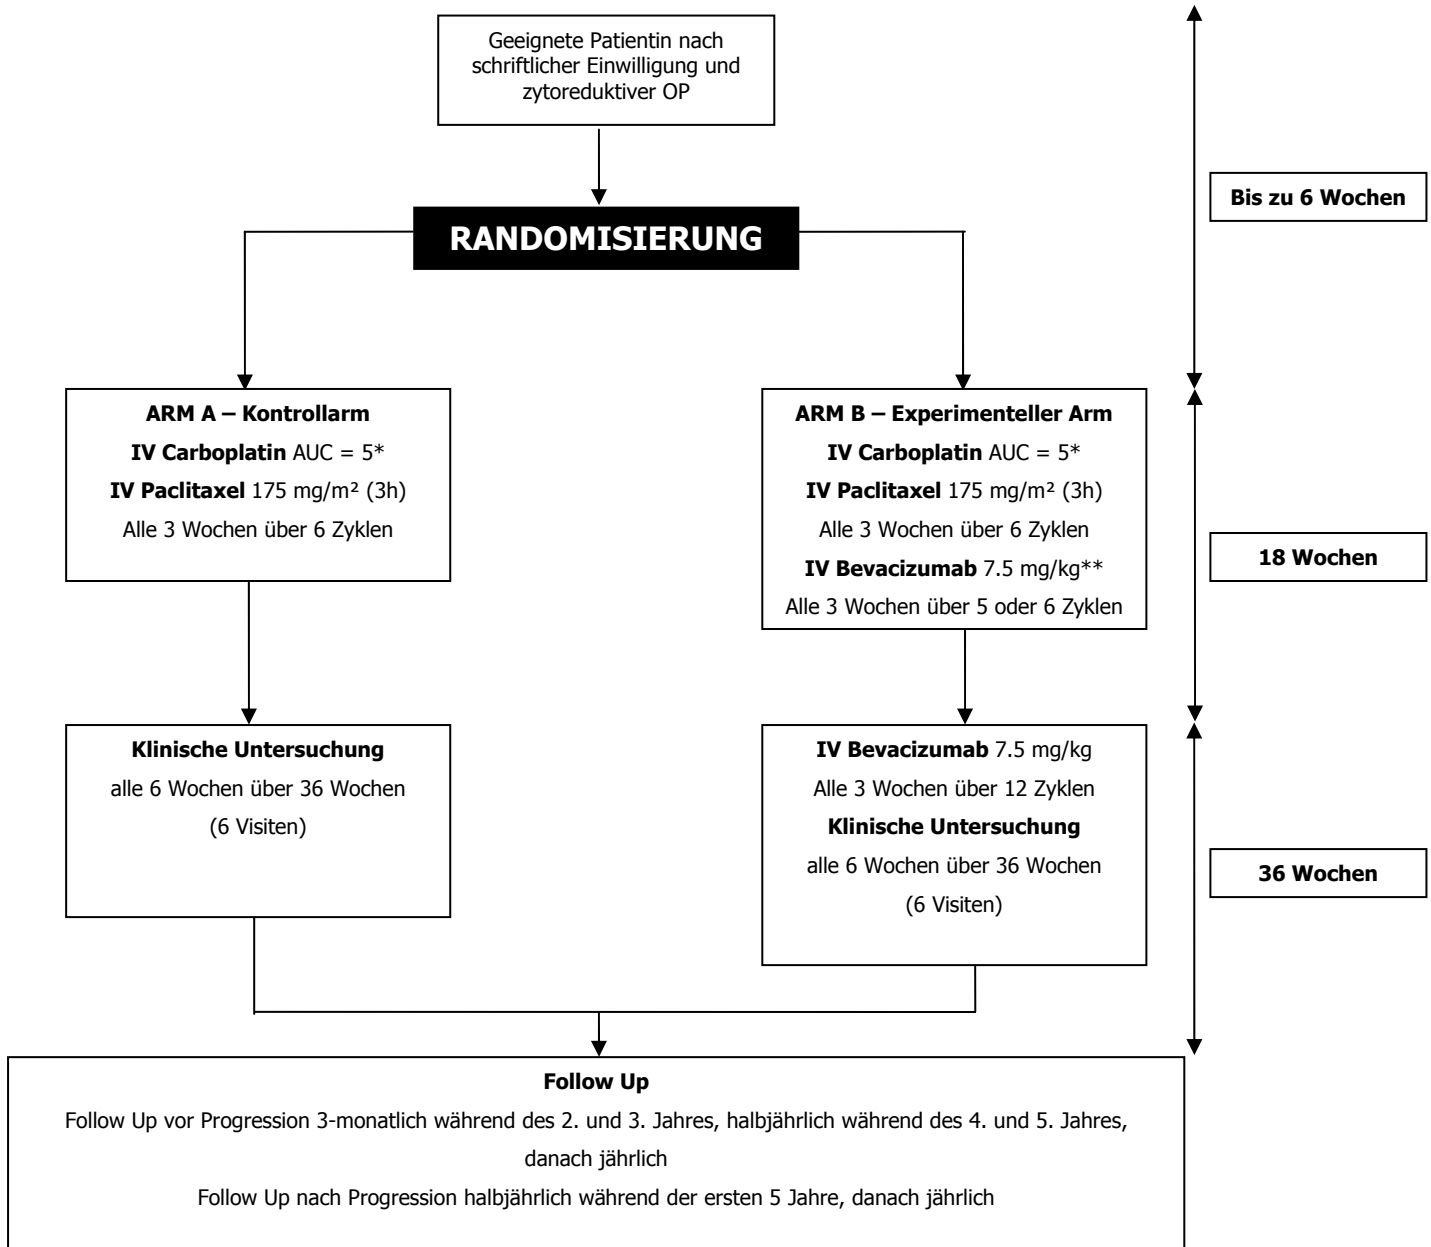 Geeignete Patientin nach
schriftlicher Einwilligung und
zytoreduktiver OP
Bis zu 6 Wochen
RANDOMISIERUNG
ARM A – Kontrollarm
IV Carboplatin AUC = 5*
IV Paclitaxel 175 mg/m² (3h)
Alle 3 Wochen über 6 Zyklen
ARM B – Experimenteller Arm
IV Carboplatin AUC = 5*
IV Paclitaxel 175 mg/m² (3h)
Alle 3 Wochen über 6 Zyklen
IV Bevacizumab 7.5 mg/kg**
Alle 3 Wochen über 5 oder 6 Zyklen
18 Wochen
Klinische Untersuchung
alle 6 Wochen über 36 Wochen
(6 Visiten)
IV Bevacizumab 7.5 mg/kg
Alle 3 Wochen über 12 Zyklen
Klinische Untersuchung
alle 6 Wochen über 36 Wochen
(6 Visiten)
36 Wochen
Follow Up
Follow Up vor Progression 3-monatlich während des 2. und 3. Jahres, halbjährlich während des 4. und 5. Jahres,
danach jährlich
Follow Up nach Progression halbjährlich während der ersten 5 Jahre, danach jährlich